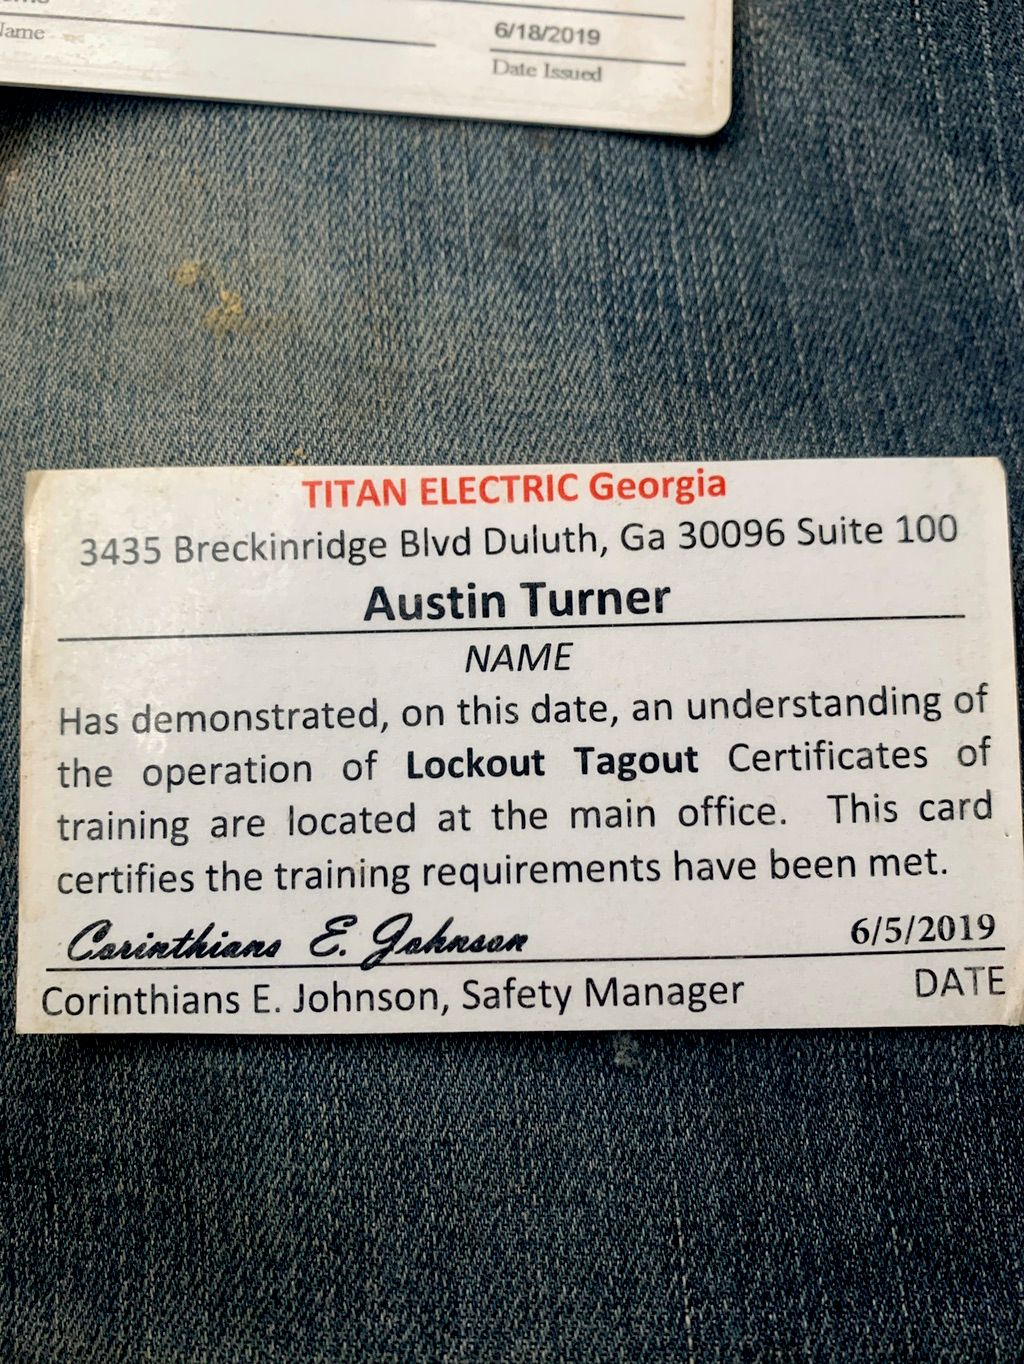 Name
6/18/2019
Date Issued
TITAN ELECTRIC Georgia
3435 Breckinridge Blvd Duluth, Ga 30096 Suite 100
Austin Turner
NAME
Has demonstrated, on this date, an understanding of
the operation of Lockout Tagout Certificates of
training are located at the main office. This card
certifies the training requirements have been met.
Corinthians E. Johnson
6/5/2019
Corinthians E. Johnson, Safety Manager
DATE